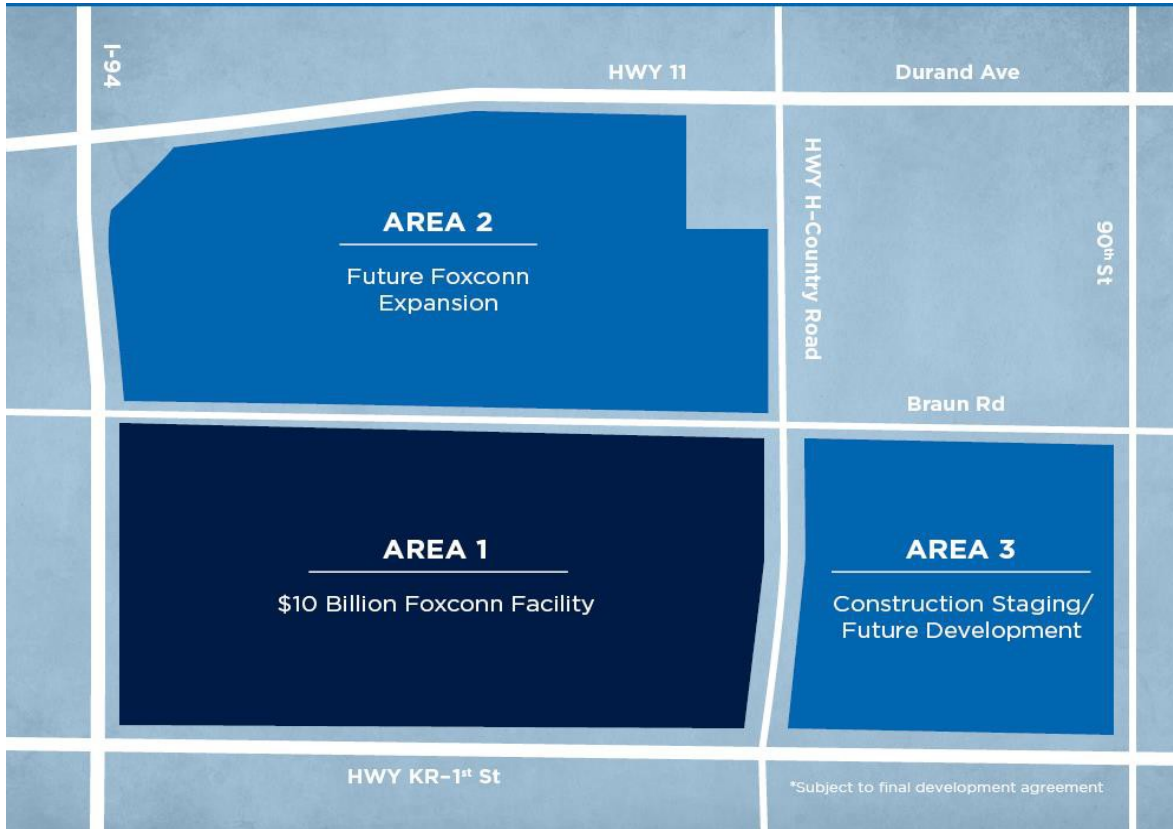 I-94
HWY 11
Durand Ave
HWY H-Country Road
90th St
AREA 2
Future Foxconn
Expansion
Braun Rd
AREA 1
$10 Billion Foxconn Facility
AREA 3
Construction Staging/
Future Development
HWY KR-1st St
*Subject to final development agreement